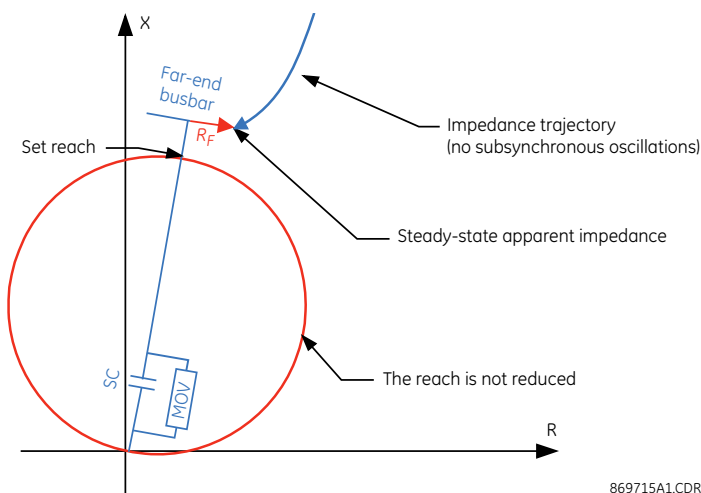 X
Far-end
busbar
R_F
Impedance trajectory
(no subsynchronous oscillations)
Set reach
Steady-state apparent impedance
SC
MOV
The reach is not reduced
R
869715A1.CDR